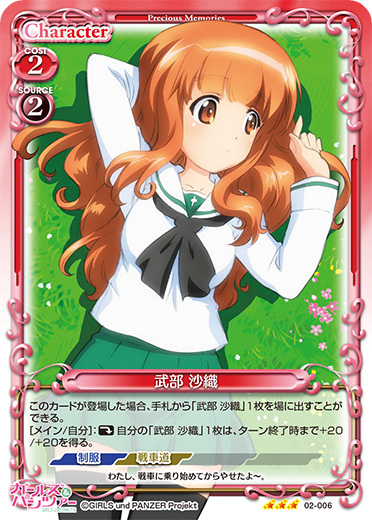 Precious Memories
Character
COST
2
SOURCE
2
武部 沙織
このカードが登場した場合、手札から「武部 沙織」1枚を場に出すことが
できる。
[メイン/自分]: 自分の「武部 沙織」1枚は、ターン終了時まで+20
/+20を得る。
制服 戦車道
わたし、戦車に乗り始めてからやせたよ〜。
ガールズ&パンツァー
©GIRLS und PANZER Projekt
02-006